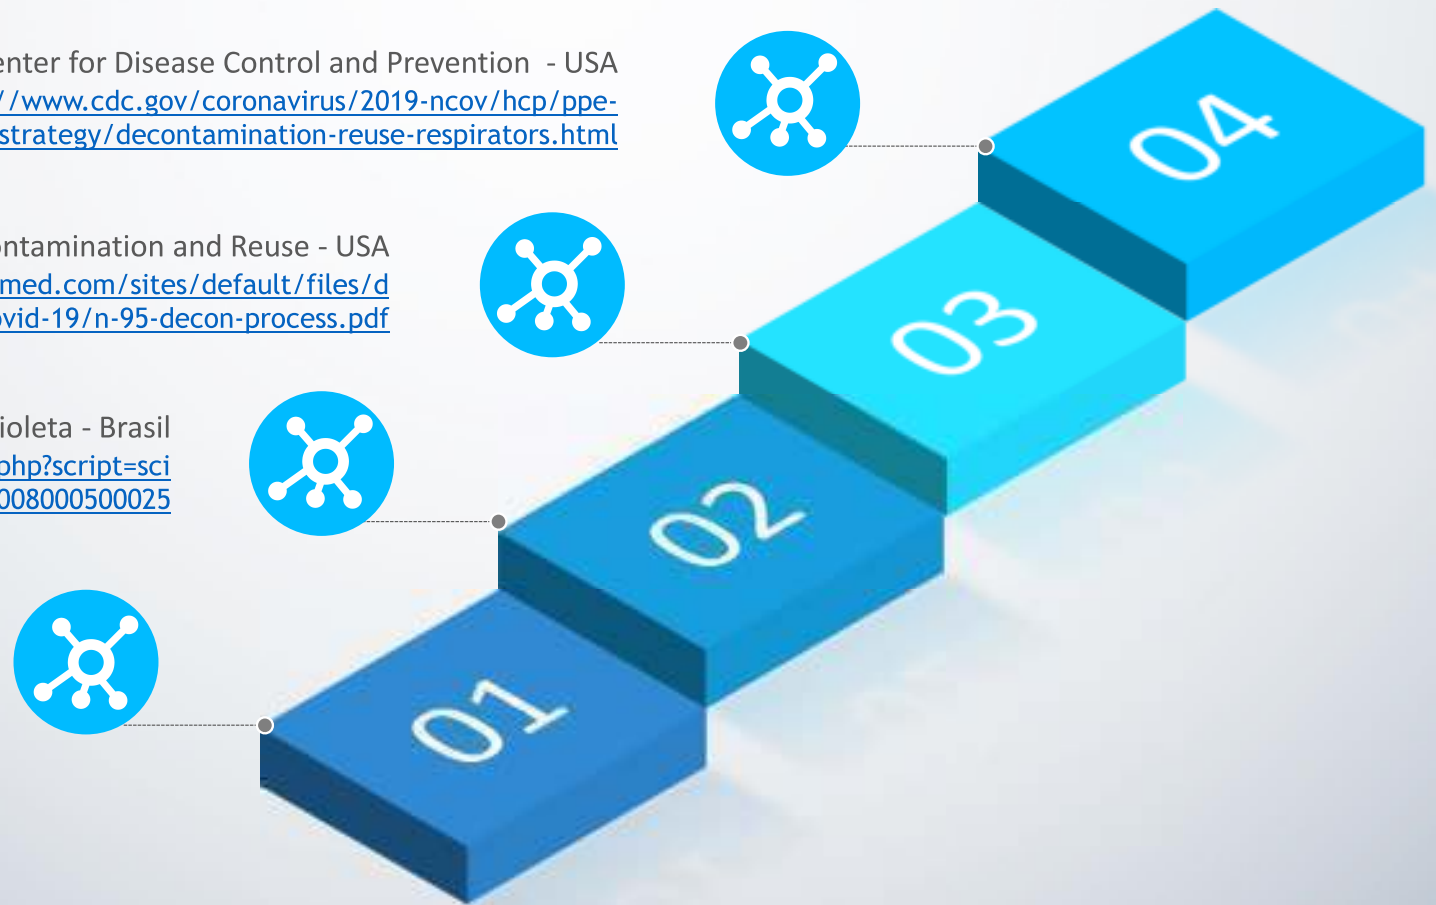 enter for Disease Control and Prevention - USA
//www.cdc.gov/coronavirus/2019-ncov/hcp/ppe-
strategy/decontamination-reuse-respirators.html
04
ontamination and Reuse - USA
med.com/sites/default/files/d
ovid-19/n-95-decon-process.pdf
03
ioleta - Brasil
php?script=sci
008000500025
02
01